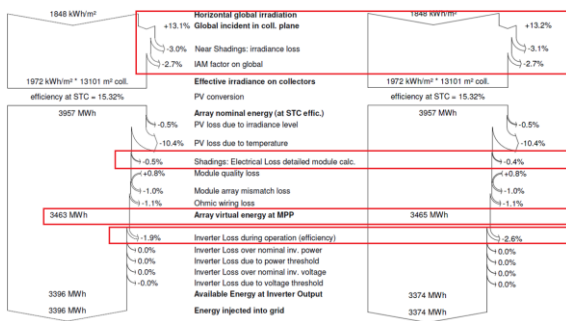 1848 kWh/m² Horizontal global irradiation 1848 kWh/m²
+13.1% Global incident in coll. plane +13.2%
-3.0% Near Shadings: irradiance loss -3.1%
-2.7% IAM factor on global -2.7%
1972 kWh/m² * 13101 m² coll. Effective irradiance on collectors 1972 kWh/m² * 13101 m² coll.
efficiency at STC = 15.32% PV conversion efficiency at STC = 15.32%
3957 MWh Array nominal energy (at STC effic.) 3957 MWh
-0.5% PV loss due to irradiance level -0.5%
-10.4% PV loss due to temperature -10.4%
-0.5% Shadings: Electrical Loss detailed module calc. -0.4%
+0.8% Module quality loss +0.8%
-1.0% Module array mismatch loss -1.0%
-1.1% Ohmic wiring loss -1.1%
3463 MWh Array virtual energy at MPP 3465 MWh
-1.9% Inverter Loss during operation (efficiency) -2.6%
0.0% Inverter Loss over nominal inv. power 0.0%
0.0% Inverter Loss due to power threshold 0.0%
0.0% Inverter Loss over nominal inv. voltage 0.0%
-0.0% Inverter Loss due to voltage threshold 0.0%
3396 MWh Available Energy at Inverter Output 3374 MWh
3396 MWh Energy injected into grid 3374 MWh